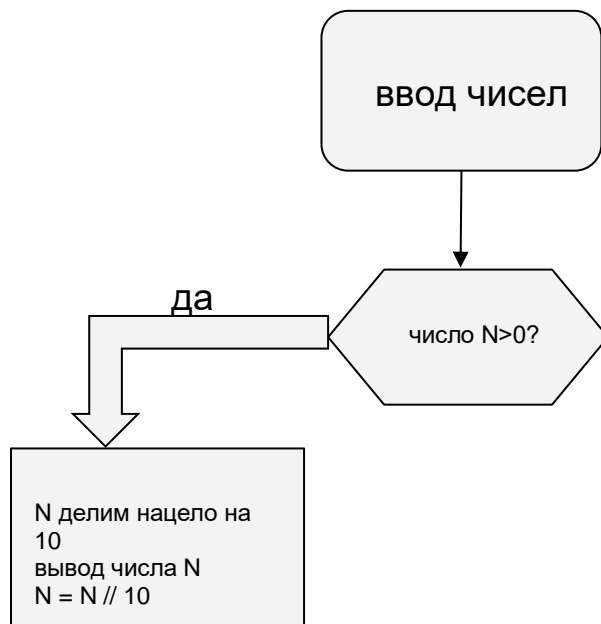 ввод чисел
да
число N>0?
N делим нацело на
10
вывод числа N
N = N // 10